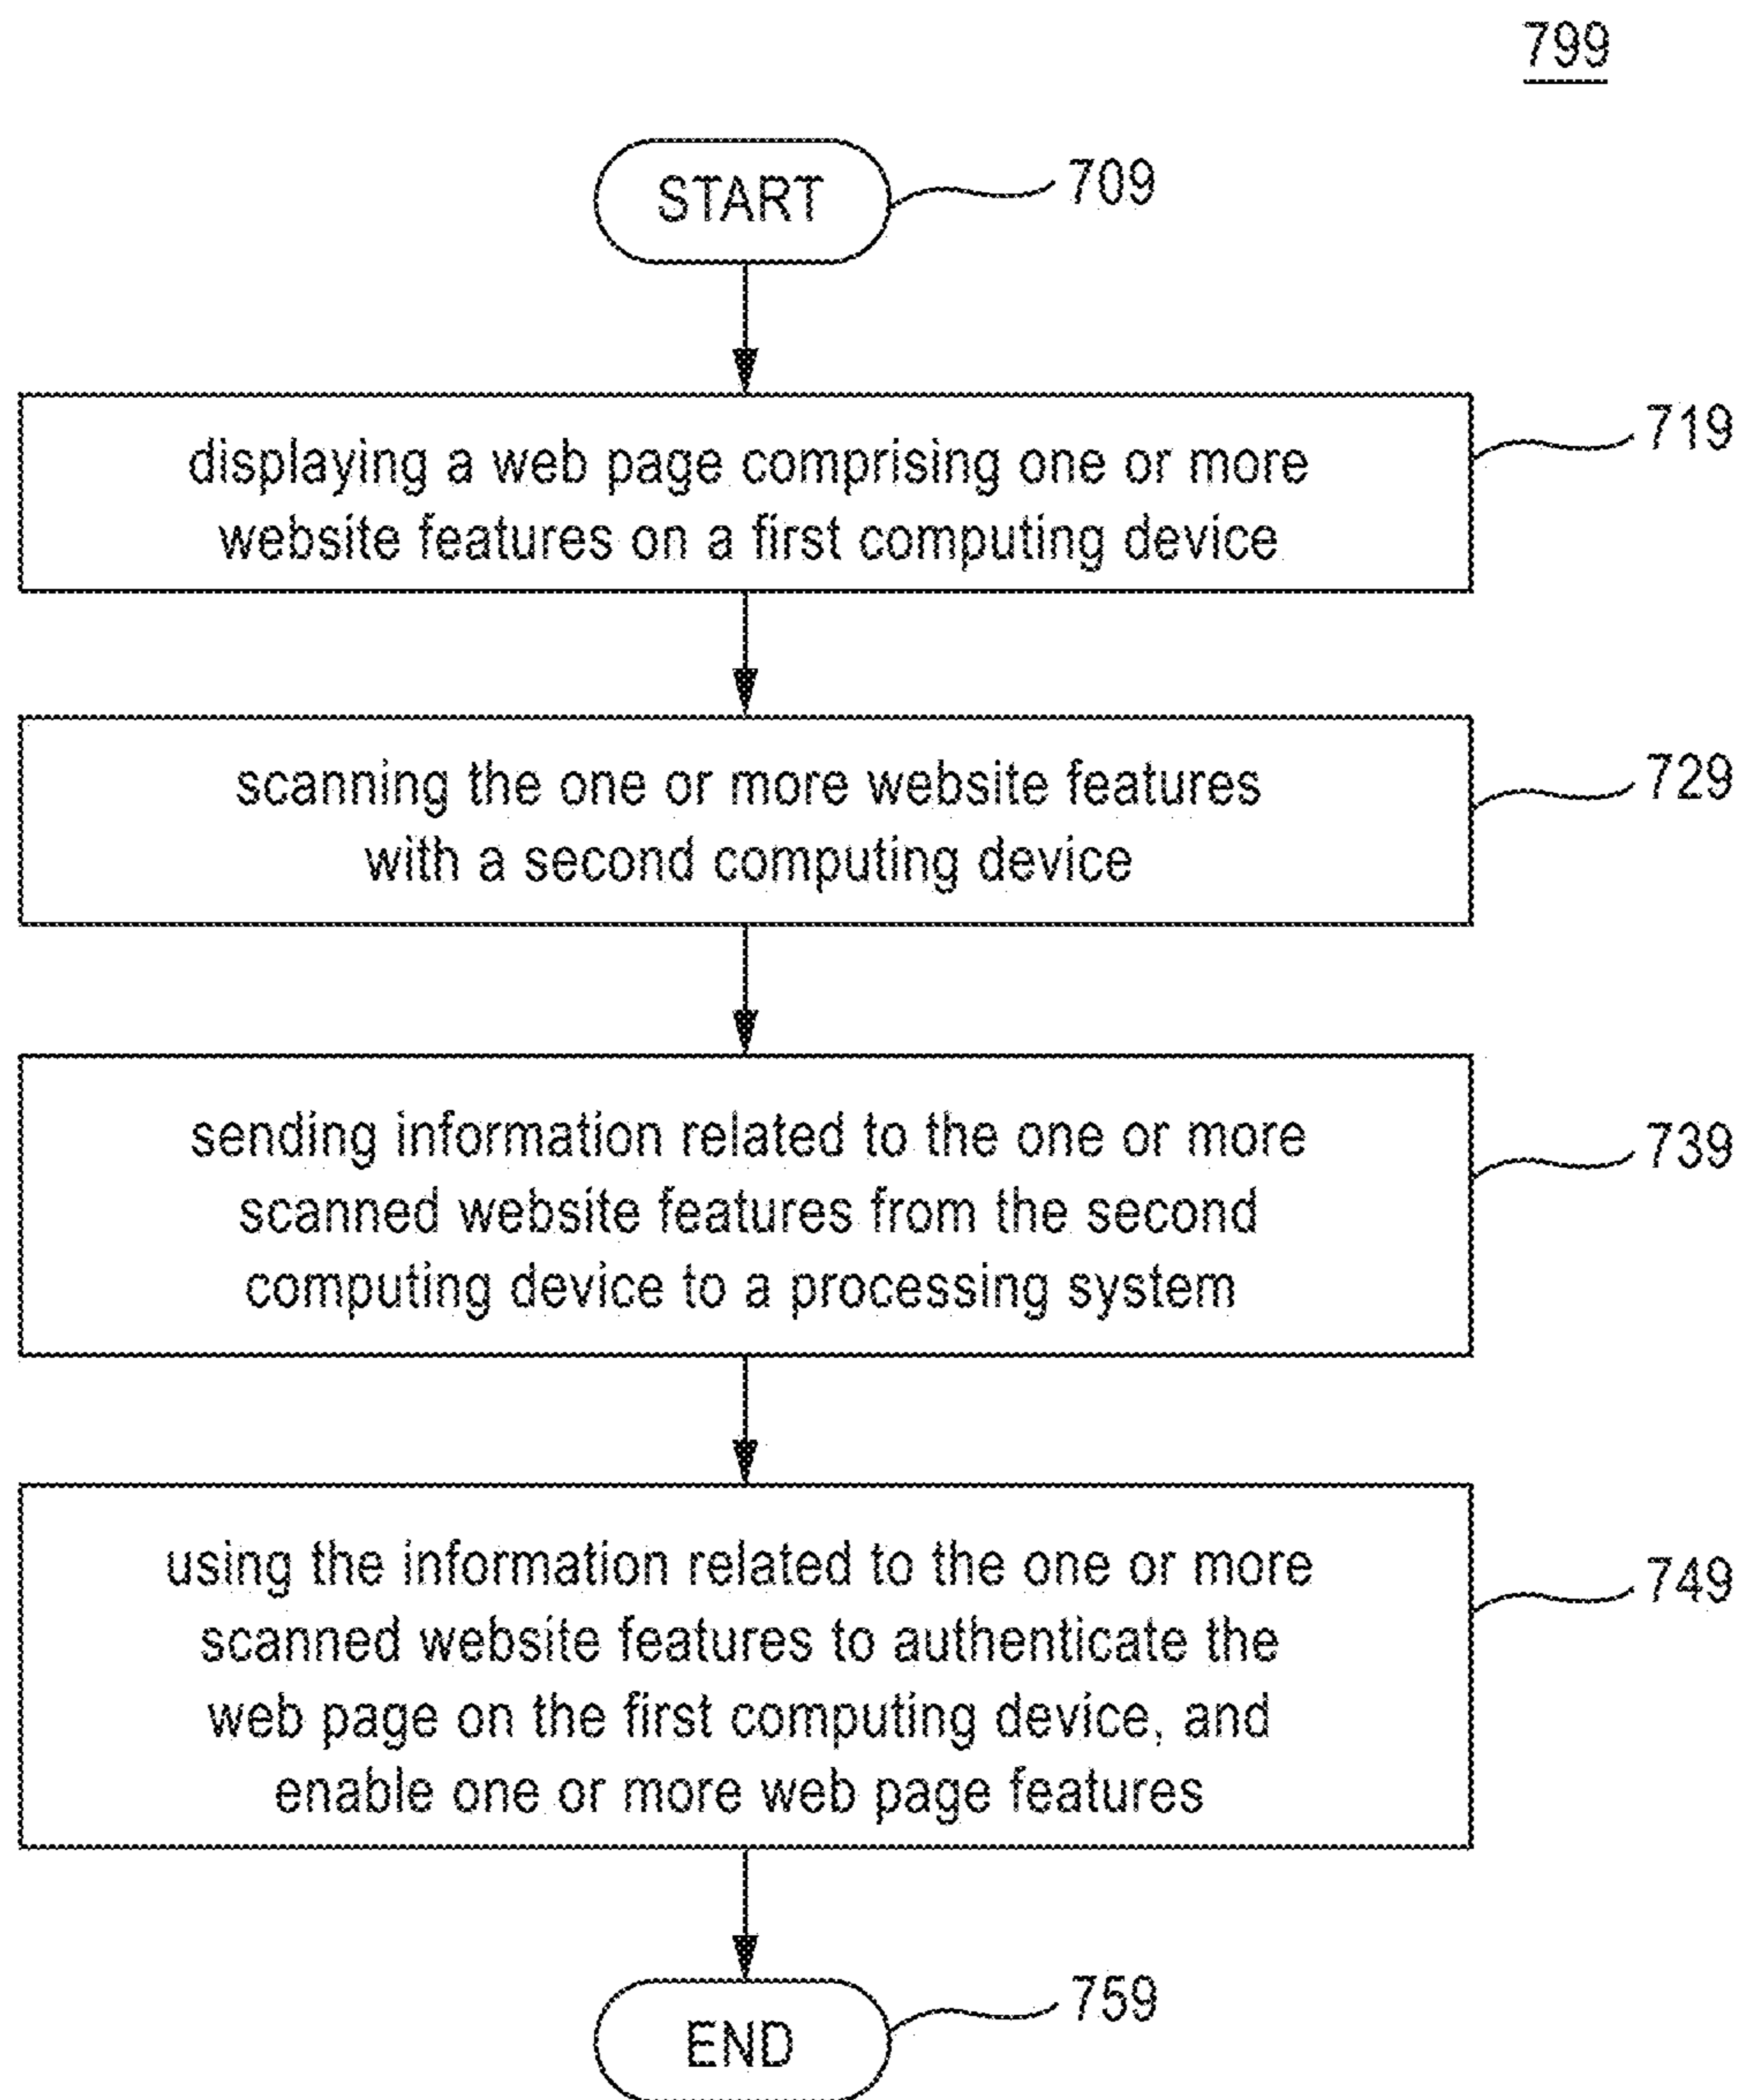 799
START
709
displaying a web page comprising one or more
website features on a first computing device
719
scanning the one or more website features
with a second computing device
729
sending information related to the one or more
scanned website features from the second
computing device to a processing system
739
using the information related to the one or more
scanned website features to authenticate the
web page on the first computing device, and
enable one or more web page features
749
END
759